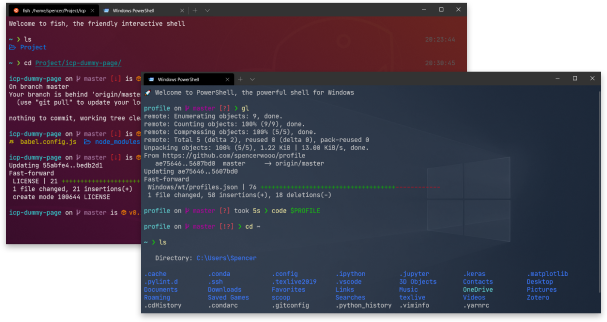 fish /home/spencer/Project/icp
Windows PowerShell
Welcome to fish, the friendly interactive shell
~ ❯ ls
Project
~ ❯ cd Project/icp-dummy-page/
icp-dummy-page on master [↓] is
On branch master
Your branch is behind 'origin/master
(use "git pull" to update your lo
nothing to commit, working tree clea
babel.config.js node_modules
icp-dummy-page on master [↓] is
Updating 55abfe4..bedb2d1
Fast-forward
LICENSE | 21 +++++++++++++++++++++
1 file changed, 21 insertions(+)
create mode 100644 LICENSE
icp-dummy-page on master is v8.
Windows PowerShell
Welcome to PowerShell, the powerful shell for Windows
profile on master [!] ❯ gl
remote: Enumerating objects: 9, done.
remote: Counting objects: 100% (9/9), done.
remote: Compressing objects: 100% (5/5), done.
remote: Total 5 (delta 2), reused 0 (delta 0), pack-reused 0
Unpacking objects: 100% (5/5), 1.22 KiB | 13.00 KiB/s, done.
From https://github.com/spencerwooo/profile
ae75646..5607bd0 master → origin/master
Updating ae75646..5607bd0
Fast-forward
Windows/wt/profiles.json | 76
1 file changed, 58 insertions(+), 18 deletions(-)
profile on master [!] took 5s ❯ code $PROFILE
profile on master [!] ❯ cd ~
~ ❯ ls
Directory: C:\Users\Spencer
.cache .conda .config .ipython .jupyter .keras .matplotlib
.pylint.d .ssh .texlive2019 .vscode 3D Objects Contacts Desktop
Documents Downloads Favorites Links Music OneDrive Pictures
Roaming Saved Games scoop Searches texlive Videos Zotero
.cdHistory .condarc .gitconfig .python_history .viminfo .yarnrc